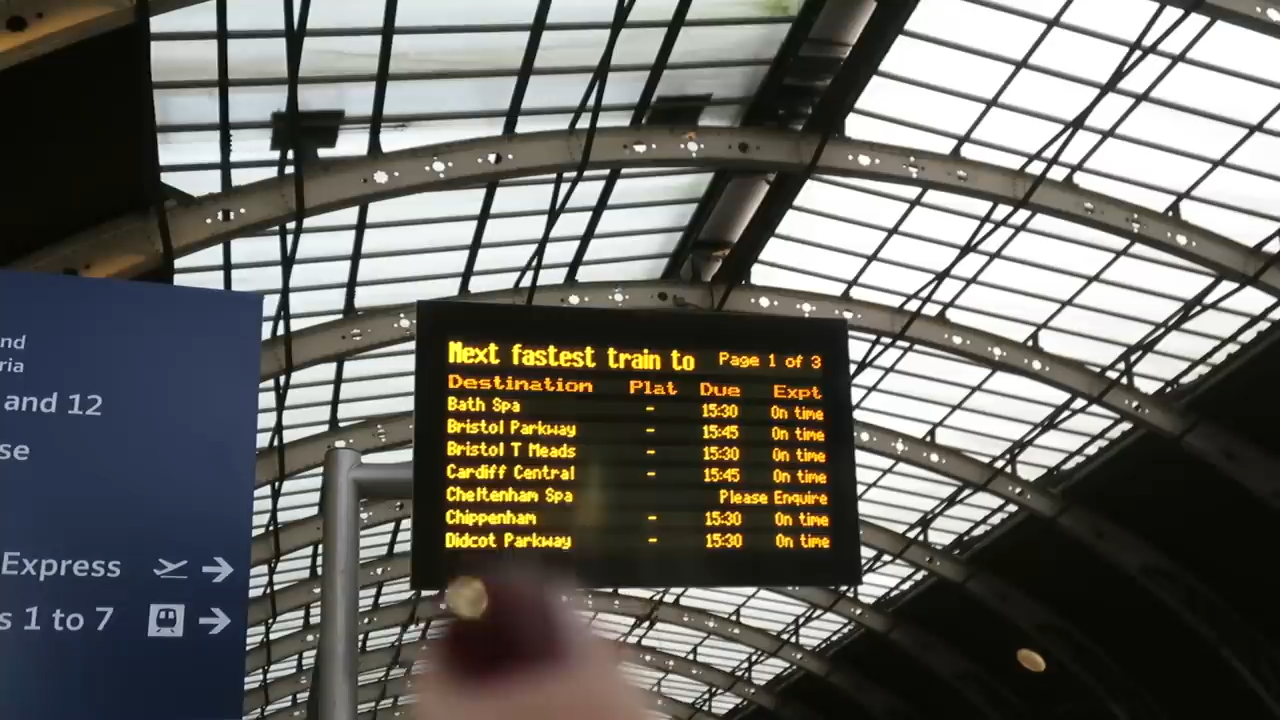 nd
ria
and 12
se
Express
s 1 to 7
Next fastest train to Page 1 of 3
Destination Plat Due Expt
Bath Spa - 15:30 On time
Bristol Parkway - 15:45 On time
Bristol T Meads - 15:30 On time
Cardiff Central - 15:45 On time
Cheltenham Spa Please Enquire
Chippenham - 15:30 On time
Didcot Parkway - 15:30 On time